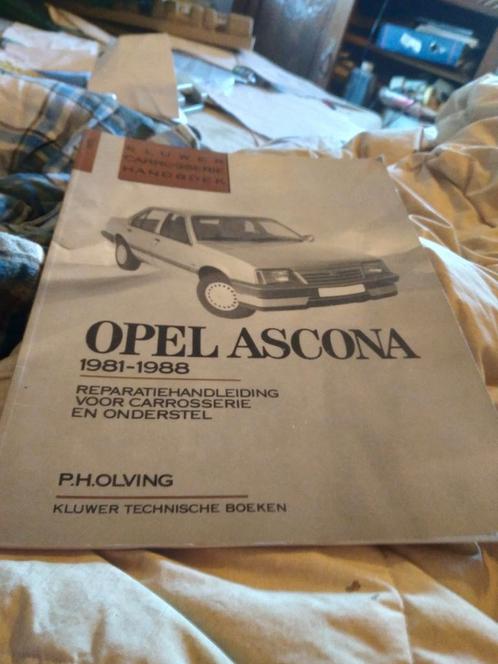 KLUWER
CARROSSERIE
HANDBOEK
OPEL ASCONA
1981-1988
REPARATIEHANDLEIDING
VOOR CARROSSERIE
EN ONDERSTEL
P.H.OLVING
KLUWER TECHNISCHE BOEKEN